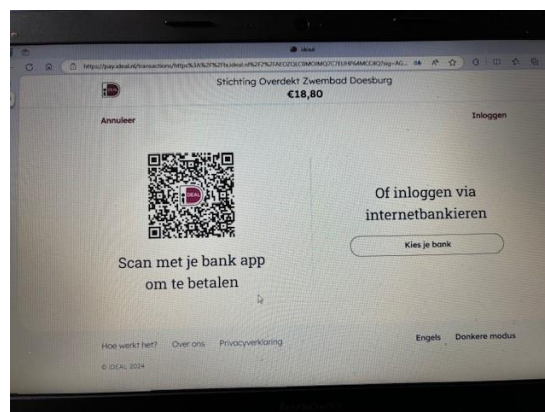 ideal
Stichting Overdekt Zwembad Doesburg
€18,80
Annuleer
Inloggen
iDEAL
Scan met je bank app
om te betalen
Of inloggen via
internetbankieren
Kies je bank
Hoe werkt het? Over ons Privacyverklaring
Engels Donkere modus
© iDEAL 2024